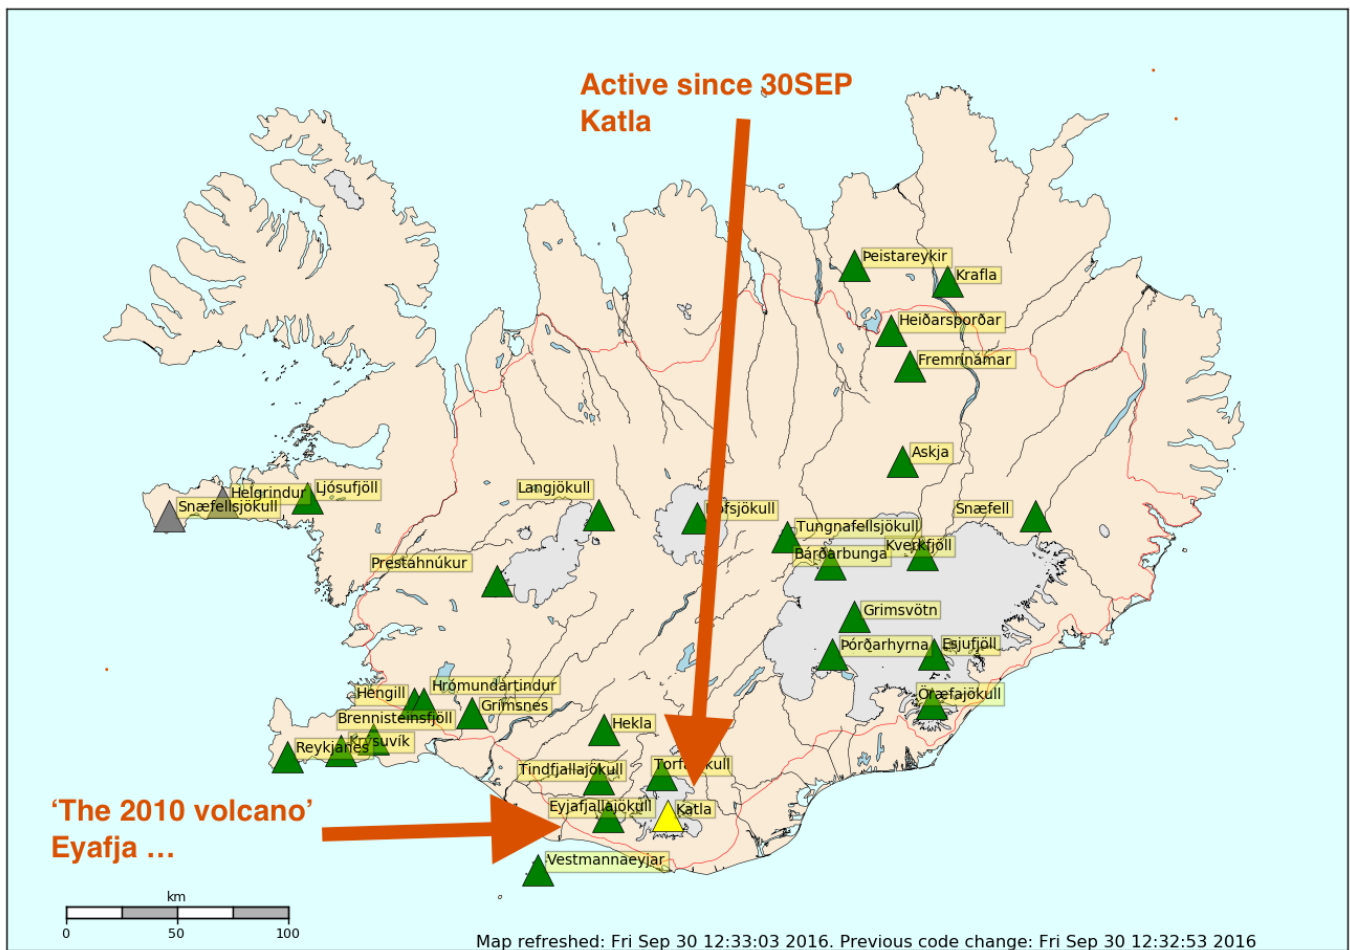 Active since 30SEP
Katla
Þeistareykir
Krafla
Heiðarsporðar
Fremrinámar
Askja
Helgrindur
Ljósufjöll
Snæfellsjökull
Langjökull
Snæfell
Tungnafellsjökull
Bárðarbunga
Kverkfjöll
Prestahnúkur
Grimsvötn
Þórðarhyrna
Esjufjöll
Hengill
Hrómundartindur
Öræfajökull
Grímsnes
Brennisteinsfjöll
Hekla
Krýsuvík
Reykjanes
Tindfjallajökull
Eyjafjallajökull
Katla
‘The 2010 volcano’
Eyafja ...
Vestmannaeyjar
km
0 50 100
Map refreshed: Fri Sep 30 12:33:03 2016. Previous code change: Fri Sep 30 12:32:53 2016